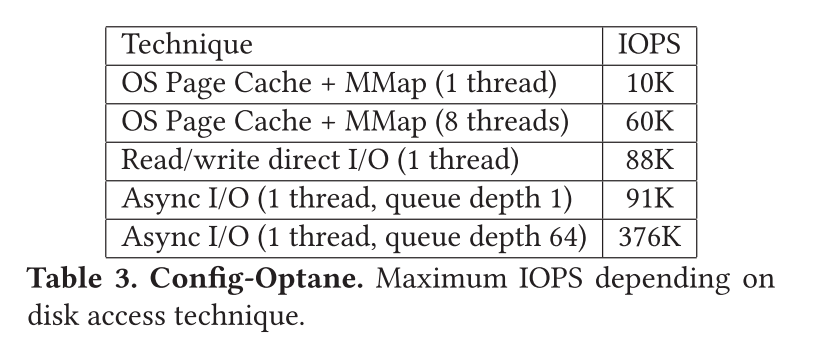 Technique IOPS
OS Page Cache + MMap (1 thread) 10K
OS Page Cache + MMap (8 threads) 60K
Read/write direct I/O (1 thread) 88K
Async I/O (1 thread, queue depth 1) 91K
Async I/O (1 thread, queue depth 64) 376K
Table 3. Config-Optane. Maximum IOPS depending on
disk access technique.